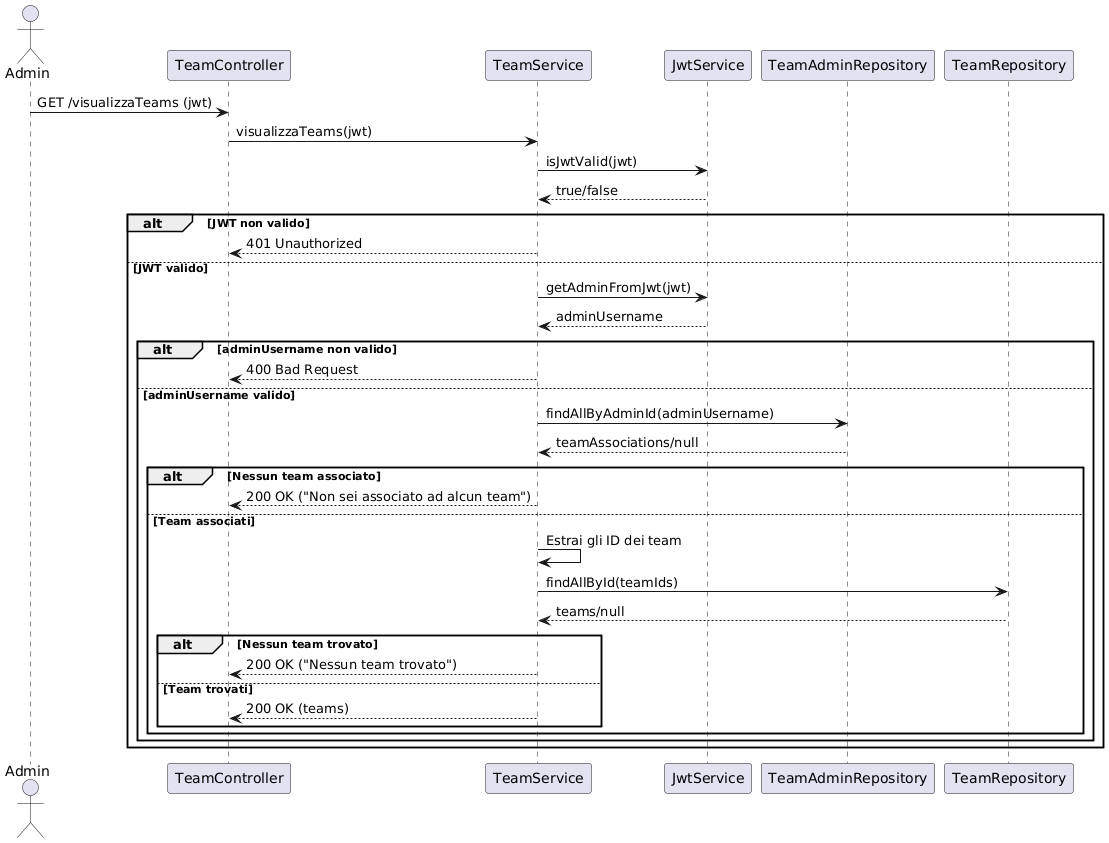 Admin
TeamController
TeamService
JwtService
TeamAdminRepository
TeamRepository
GET /visualizzaTeams (jwt)
visualizzaTeams(jwt)
isJwtValid(jwt)
true/false
alt
[JWT non valido]
401 Unauthorized
[JWT valido]
getAdminFromJwt(jwt)
adminUsername
alt
[adminUsername non valido]
400 Bad Request
[adminUsername valido]
findAllByAdminId(adminUsername)
teamAssociations/null
alt
[Nessun team associato]
200 OK ("Non sei associato ad alcun team")
[Team associati]
Estrai gli ID dei team
findAllById(teamIds)
teams/null
alt
[Nessun team trovato]
200 OK ("Nessun team trovato")
[Team trovati]
200 OK (teams)
Admin
TeamController
TeamService
JwtService
TeamAdminRepository
TeamRepository